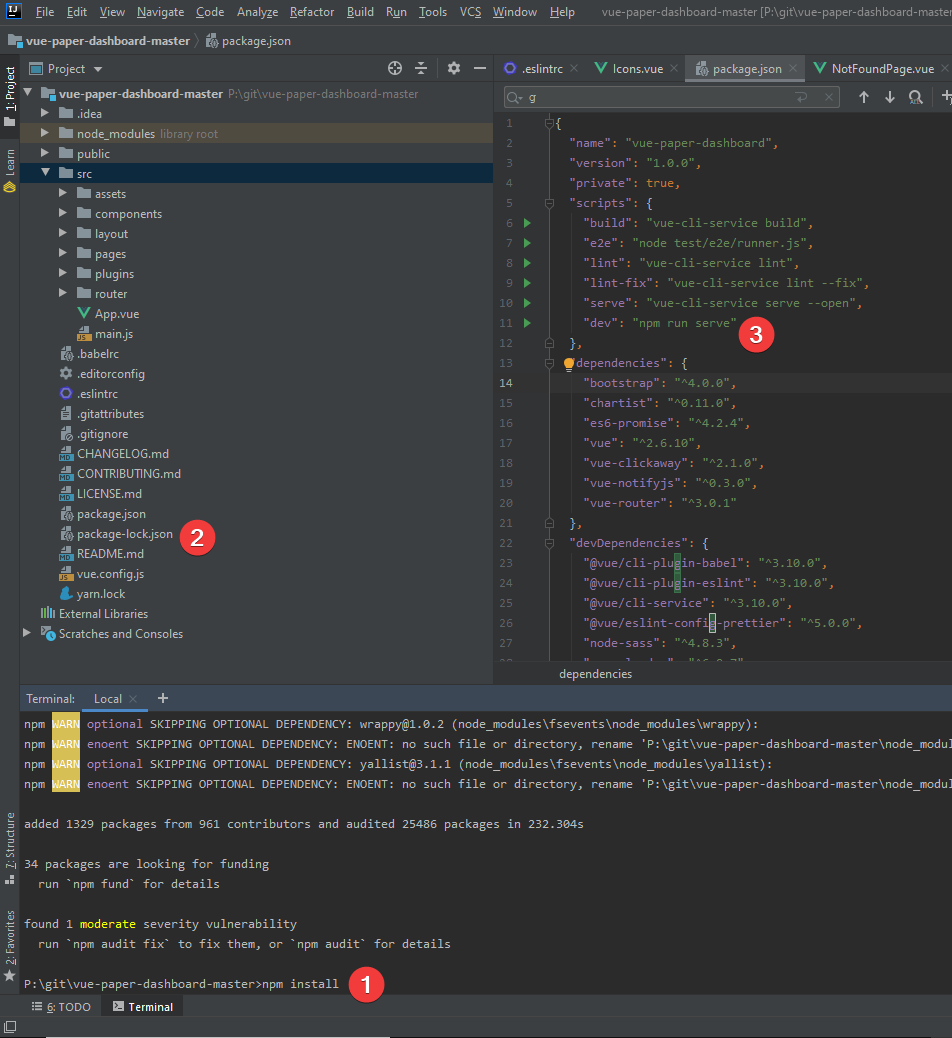 File Edit View Navigate Code Analyze Refactor Build Run Tools VCS Window Help vue-paper-dashboard-master [P:\git\vue-paper-dashboard-master
vue-paper-dashboard-master package.json
1: Project
Learn
7: Structure
2: Favorites
Project
vue-paper-dashboard-master P:\git\vue-paper-dashboard-master
.idea
node_modules library root
public
src
assets
components
layout
pages
plugins
router
App.vue
main.js
.babelrc
.editorconfig
.eslintrc
.gitattributes
.gitignore
CHANGELOG.md
CONTRIBUTING.md
LICENSE.md
package.json
package-lock.json 2
README.md
vue.config.js
yarn.lock
External Libraries
Scratches and Consoles
.eslintrc Icons.vue package.json NotFoundPage.vue
g
1 {
2 "name": "vue-paper-dashboard",
3 "version": "1.0.0",
4 "private": true,
5 "scripts": {
6 "build": "vue-cli-service build",
7 "e2e": "node test/e2e/runner.js",
8 "lint": "vue-cli-service lint",
9 "lint-fix": "vue-cli-service lint --fix",
10 "serve": "vue-cli-service serve --open",
11 "dev": "npm run serve" 3
12 },
13 "dependencies": {
14 "bootstrap": "^4.0.0",
15 "chartist": "^0.11.0",
16 "es6-promise": "^4.2.4",
17 "vue": "^2.6.10",
18 "vue-clickaway": "^2.1.0",
19 "vue-notifyjs": "^0.3.0",
20 "vue-router": "^3.0.1"
21 },
22 "devDependencies": {
23 "@vue/cli-plugin-babel": "^3.10.0",
24 "@vue/cli-plugin-eslint": "^3.10.0",
25 "@vue/cli-service": "^3.10.0",
26 "@vue/eslint-config-prettier": "^5.0.0",
27 "node-sass": "^4.8.3",
dependencies
Terminal: Local +
npm WARN optional SKIPPING OPTIONAL DEPENDENCY: wrappy@1.0.2 (node_modules\fsevents\node_modules\wrappy):
npm WARN enoent SKIPPING OPTIONAL DEPENDENCY: ENOENT: no such file or directory, rename 'P:\git\vue-paper-dashboard-master\node_modul
npm WARN optional SKIPPING OPTIONAL DEPENDENCY: yallist@3.1.1 (node_modules\fsevents\node_modules\yallist):
npm WARN enoent SKIPPING OPTIONAL DEPENDENCY: ENOENT: no such file or directory, rename 'P:\git\vue-paper-dashboard-master\node_modul
added 1329 packages from 961 contributors and audited 25486 packages in 232.304s
34 packages are looking for funding
run `npm fund` for details
found 1 moderate severity vulnerability
run `npm audit fix` to fix them, or `npm audit` for details
P:\git\vue-paper-dashboard-master>npm install 1
6: TODO Terminal